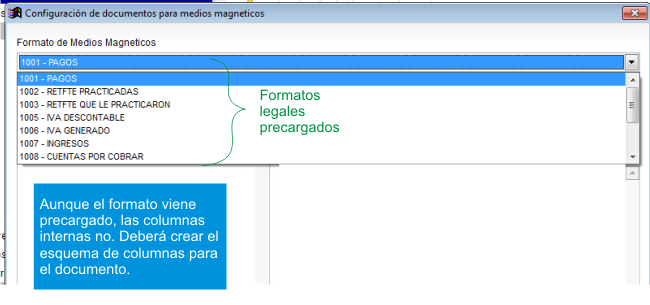 Configuración de documentos para medios magneticos
Formato de Medios Magneticos
1001 - PAGOS
1001 - PAGOS
1002 - RETFTE PRACTICADAS
1003 - RETFTE QUE LE PRACTICARON
1005 - IVA DESCONTABLE
1006 - IVA GENERADO
1007 - INGRESOS
1008 - CUENTAS POR COBRAR
Formatos
legales
precargados
Aunque el formato viene
precargado, las columnas
internas no. Deberá crear el
esquema de columnas para
el documento.